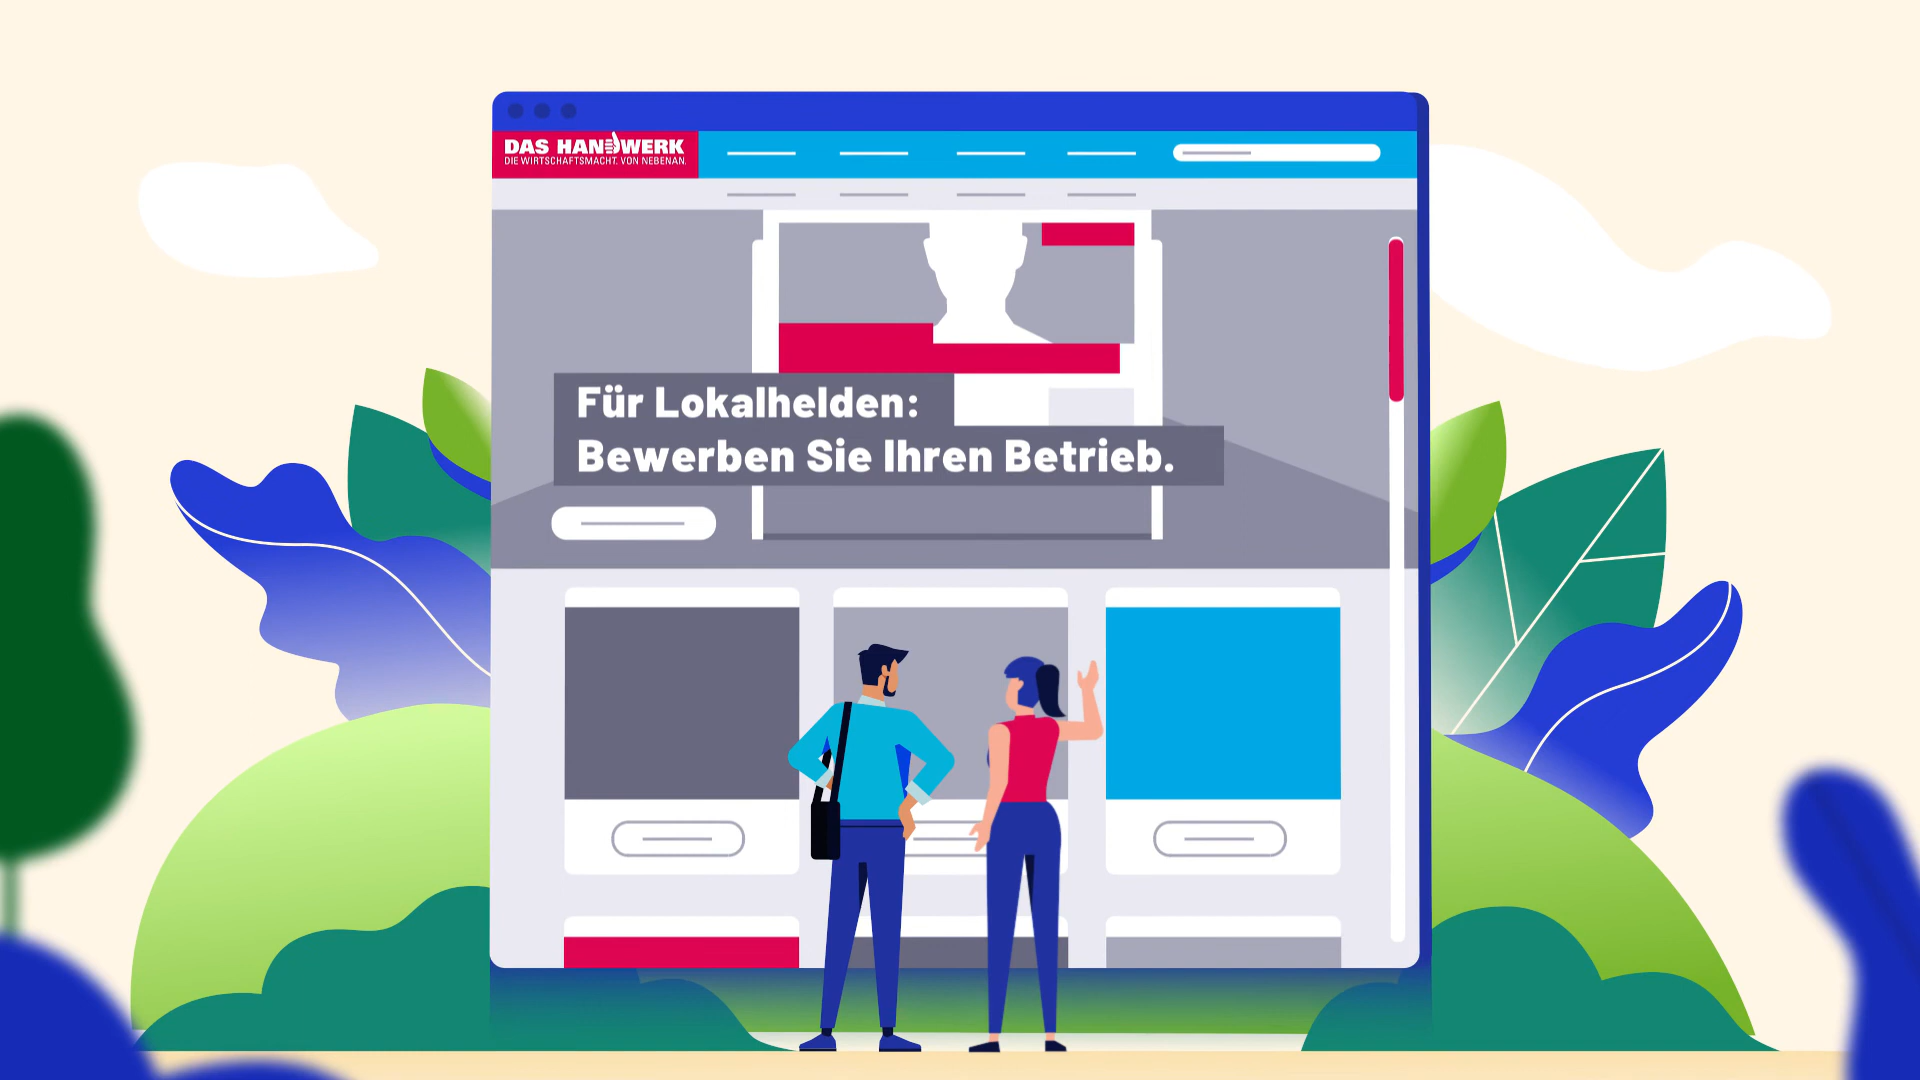 DAS HANDWERK
DIE WIRTSCHAFTSMACHT. VON NEBENAN.
Für Lokalhelden:
Bewerben Sie Ihren Betrieb.